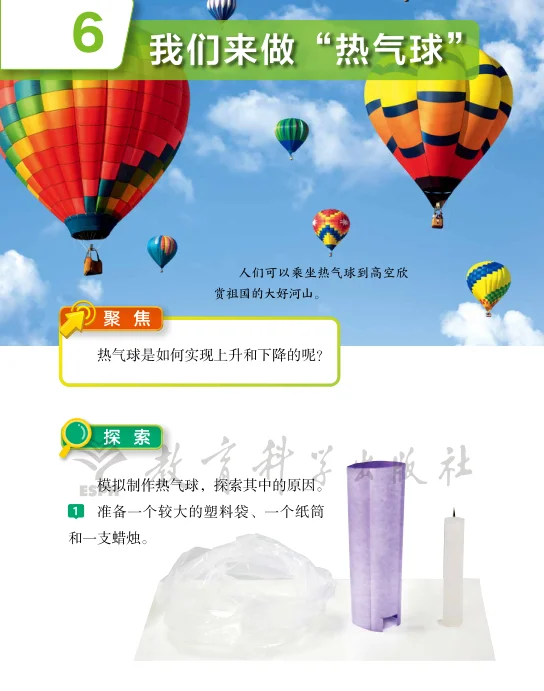 6
我们来做“热气球”
人们可以乘坐热气球到高空欣
赏祖国的大好河山。
聚焦
热气球是如何实现上升和下降的呢?
探索
教育科学出版社
ESPH
模拟制作热气球，探索其中的原因。
1 准备一个较大的塑料袋、一个纸筒
和一支蜡烛。